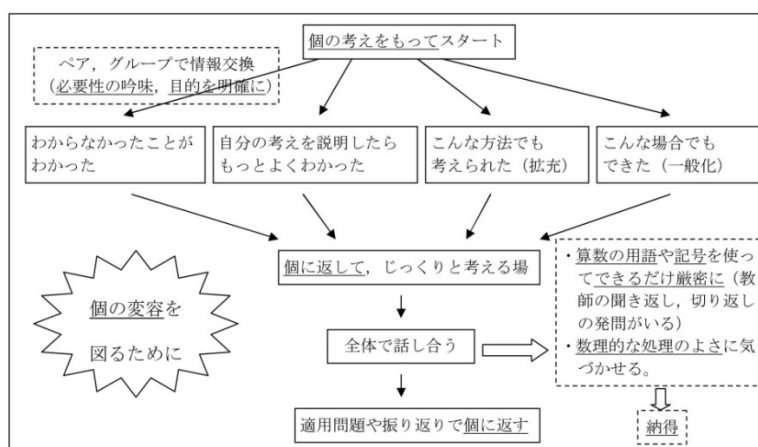 個の考えをもってスタート
ペア，グループで情報交換
（必要性の吟味，目的を明確に）
わからなかったことが
わかった
自分の考えを説明したら
もっとよくわかった
こんな方法でも
考えられた（拡充）
こんな場合でも
できた（一般化）
個に返して，じっくりと考える場
個の変容を
図るために
全体で話し合う
・算数の用語や記号を使っ
てできるだけ厳密に（教
師の聞き返し，切り返し
の発問がいる）
・数理的な処理のよさに気
づかせる。
適用問題や振り返りで個に返す
納得